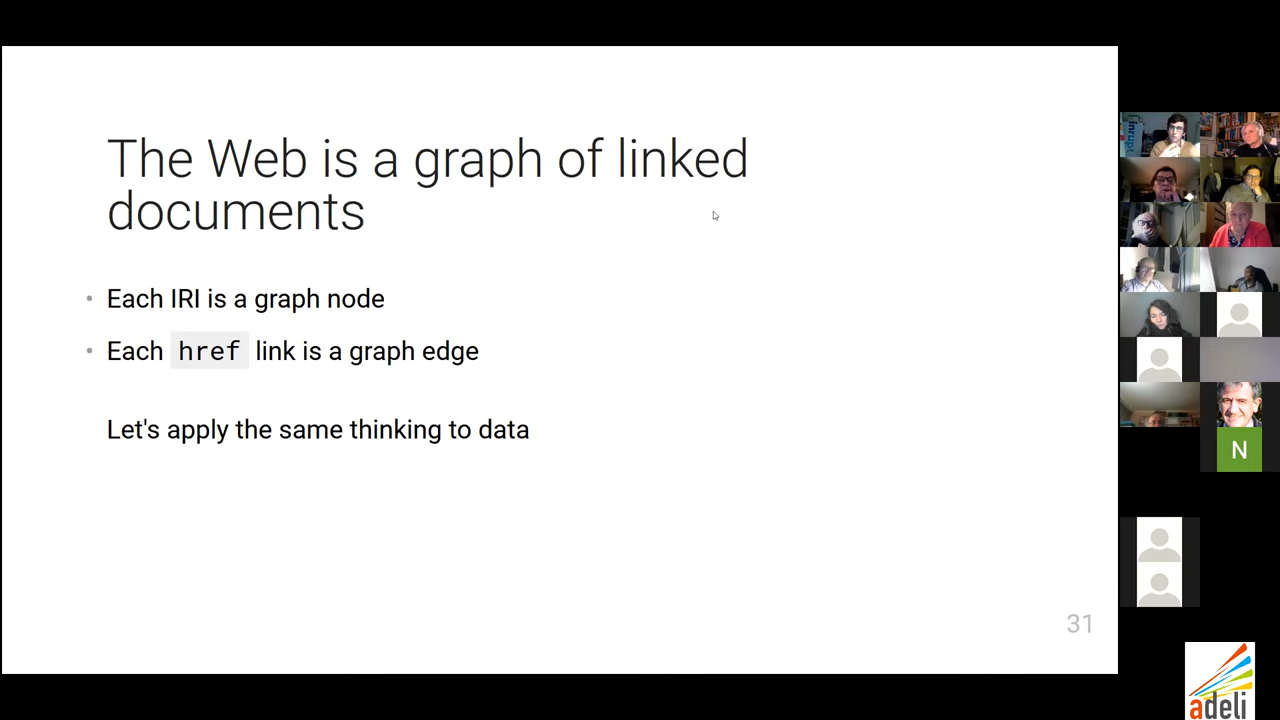 The Web is a graph of linked
documents
• Each IRI is a graph node
• Each href link is a graph edge
Let's apply the same thinking to data
31
inrupt
N
adeli